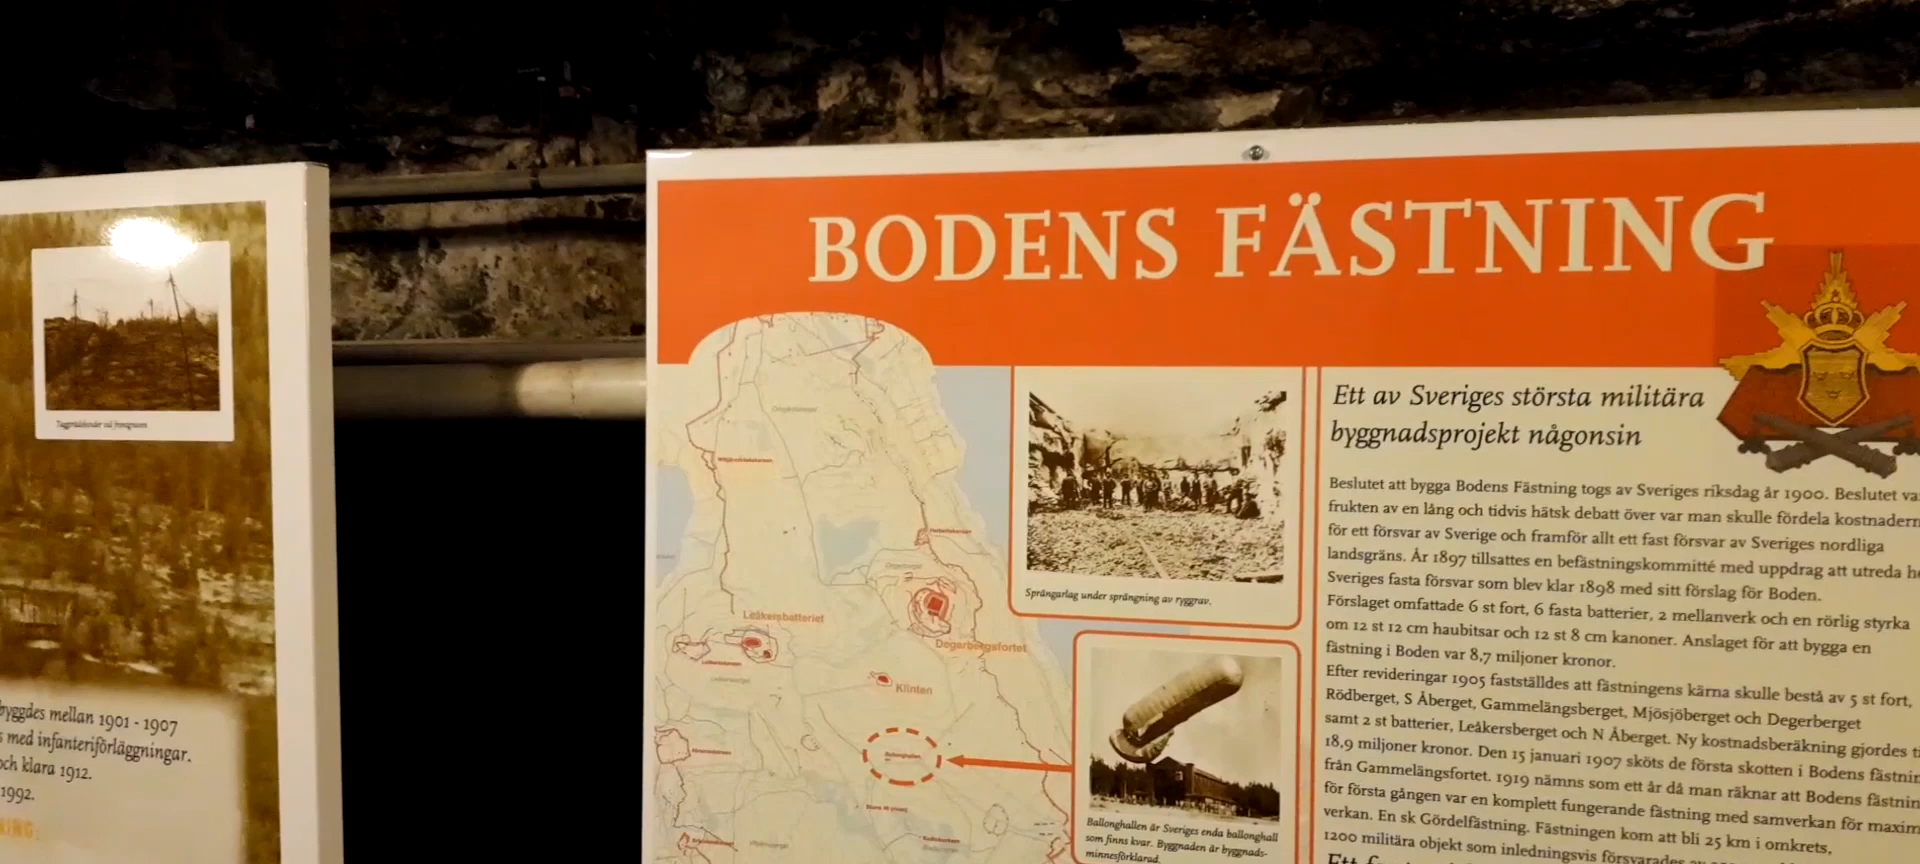 Taggtrådshinder vid frontgraven
byggdes mellan 1901 - 1907
med infanteriförläggningar.
och klara 1912.
1992.
BODENS FÄSTNING
Leåkersbatteriet
Degerbergsfortet
Klinten
Sprängarlag under sprängning av ryggrav.
Ballonghallen är Sveriges enda ballonghall
som finns kvar. Byggnaden är byggnads-
minnesförklarad.
Ett av Sveriges största militära
byggnadsprojekt någonsin
Beslutet att bygga Bodens Fästning togs av Sveriges riksdag år 1900. Beslutet va
frukten av en lång och tidvis hätsk debatt över var man skulle fördela kostnadern
för ett försvar av Sverige och framför allt ett fast försvar av Sveriges nordliga
landsgräns. År 1897 tillsattes en befästningskommitté med uppdrag att utreda h
Sveriges fasta försvar som blev klar 1898 med sitt förslag för Boden.
Förslaget omfattade 6 st fort, 6 fasta batterier, 2 mellanverk och en rörlig styrka
om 12 st 12 cm haubitsar och 12 st 8 cm kanoner. Anslaget för att bygga en
fästning i Boden var 8,7 miljoner kronor.
Efter revideringar 1905 fastställdes att fästningens kärna skulle bestå av 5 st fort,
Rödberget, S Åberget, Gammelängsberget, Mjösjöberget och Degerberget
samt 2 st batterier, Leåkersberget och N Åberget. Ny kostnadsberäkning gjordes ti
18,9 miljoner kronor. Den 15 januari 1907 sköts de första skotten i Bodens fästnin
från Gammelängsfortet. 1919 nämns som ett år då man räknar att Bodens fästnin
för första gången var en komplett fungerande fästning med samverkan för maxim
verkan. En sk Gördelfästning. Fästningen kom att bli 25 km i omkrets,
1200 militära objekt som inledningsvis försvarades av